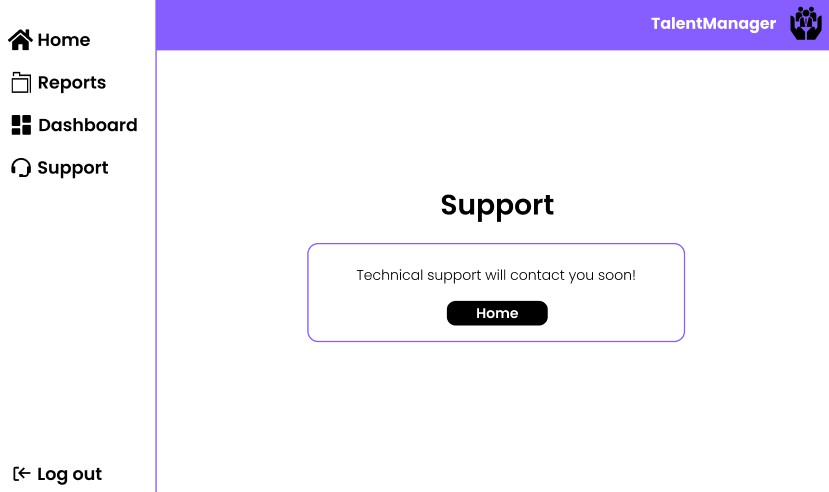 Home
Reports
Dashboard
Support
Log out
TalentManager
Support
Technical support will contact you soon!
Home